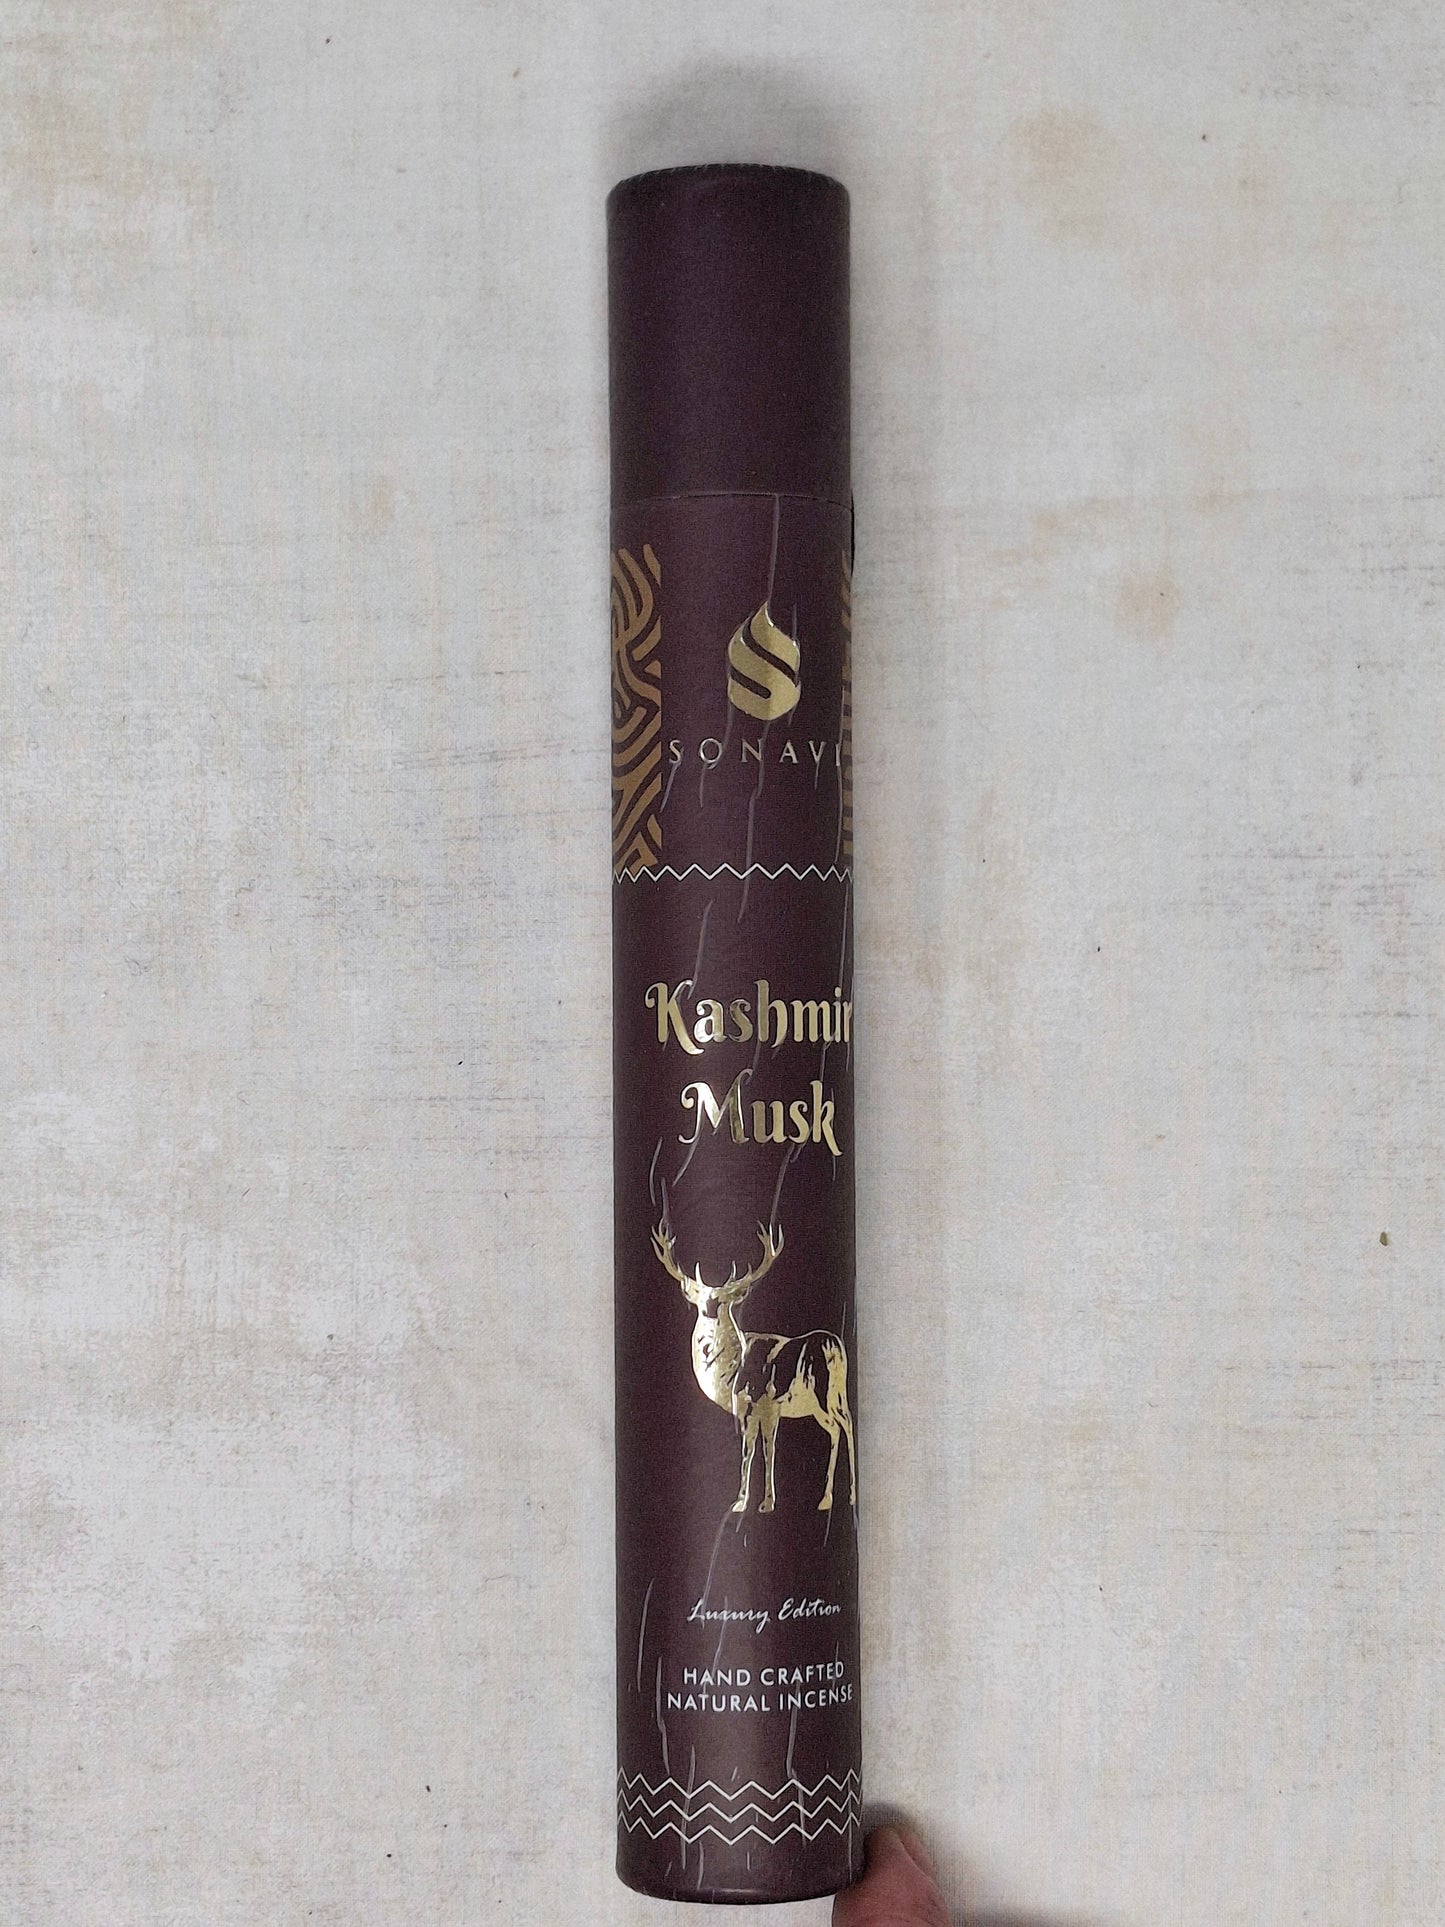 SONAVI
Kashmir
Musk
Luxury Edition
HAND CRAFTED
NATURAL INCENSE